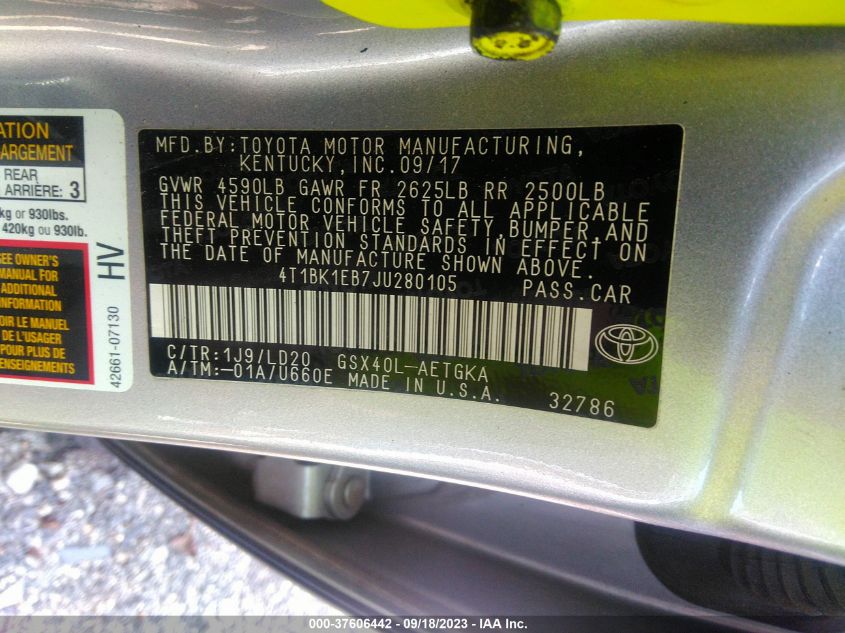 ATION
ARGEMENT
REAR
ARRIÈRE: 3
kg or 930lbs.
420kg ou 930lb.
SEE OWNER'S
MANUAL FOR
ADDITIONAL
INFORMATION
OIR LE MANUEL
DE L'USAGER
POUR PLUS DE
ENSEIGNEMENTS
HV
42661-07130
MFD.BY:TOYOTA MOTOR MANUFACTURING,
KENTUCKY,INC.09/17
GVWR 4590LB GAWR FR 2625LB RR 2500LB
THIS VEHICLE CONFORMS TO ALL APPLICABLE
FEDERAL MOTOR VEHICLE SAFETY,BUMPER,AND
THEFT PREVENTION STANDARDS IN EFFECT ON
THE DATE OF MANUFACTURE SHOWN ABOVE.
4T1BK1EB7JU280105 PASS.CAR
C/TR:1J9/LD20 GSX40L-AETGKA
A/TM:-01A/U660E MADE IN U.S.A.
32786
000-37606442 - 09/18/2023 - IAA Inc.